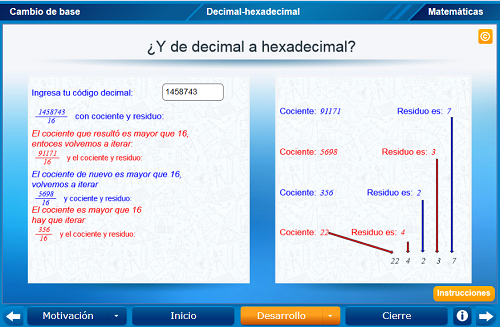 Cambio de base
Decimal-hexadecimal
Matemáticas
¿Y de decimal a hexadecimal?
©
Ingresa tu código decimal: 1458743
1458743
16
con cociente y residuo:
El cociente que resultó es mayor que 16,
entoces volvemos a iterar:
91171
16
y el cociente y residuo:
El cociente de nuevo es mayor que 16,
volvemos a iterar
5698
16
y cociente y residuo:
El cociente es mayor que 16
hay que iterar
356
16
y el cociente y residuo:
Cociente: 91171 Residuo es: 7
Cociente: 5698 Residuo es: 3
Cociente: 356 Residuo es: 2
Cociente: 22 Residuo es: 4
22 4 2 3 7
Instrucciones
Motivación
Inicio
Desarrollo
Cierre
i